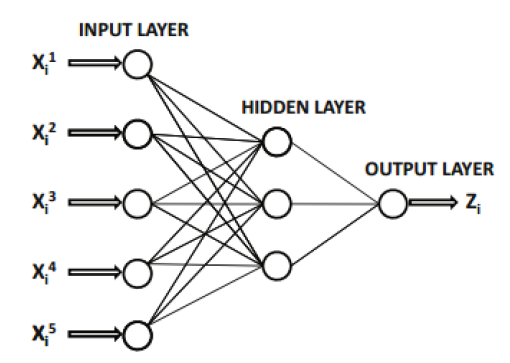 INPUT LAYER
Xi1
HIDDEN LAYER
Xi2
OUTPUT LAYER
Xi3
Zi
Xi4
Xi5